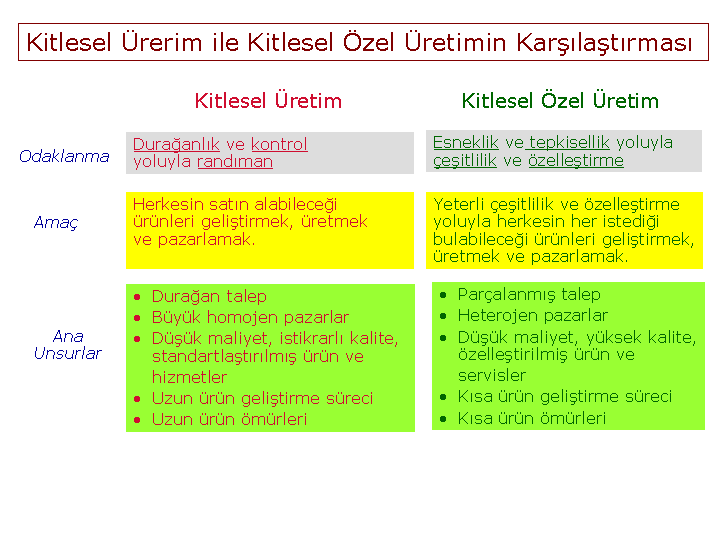 Kitlesel Ürerim ile Kitlesel Özel Üretimin Karşılaştırması
Kitlesel Üretim
Kitlesel Özel Üretim
Odaklanma
Durağanlık ve kontrol
yoluyla randıman
Esneklik ve tepkisellik yoluyla
çeşitlilik ve özelleştirme
Amaç
Herkesin satın alabileceği
ürünleri geliştirmek, üretmek
ve pazarlamak.
Yeterli çeşitlilik ve özelleştirme
yoluyla herkesin her istediği
bulabileceği ürünleri geliştirmek,
üretmek ve pazarlamak.
Ana
Unsurlar
• Durağan talep
• Büyük homojen pazarlar
• Düşük maliyet, istikrarlı kalite,
standartlaştırılmış ürün ve
hizmetler
• Uzun ürün geliştirme süreci
• Uzun ürün ömürleri
• Parçalanmış talep
• Heterojen pazarlar
• Düşük maliyet, yüksek kalite,
özelleştirilmiş ürün ve
servisler
• Kısa ürün geliştirme süreci
• Kısa ürün ömürleri